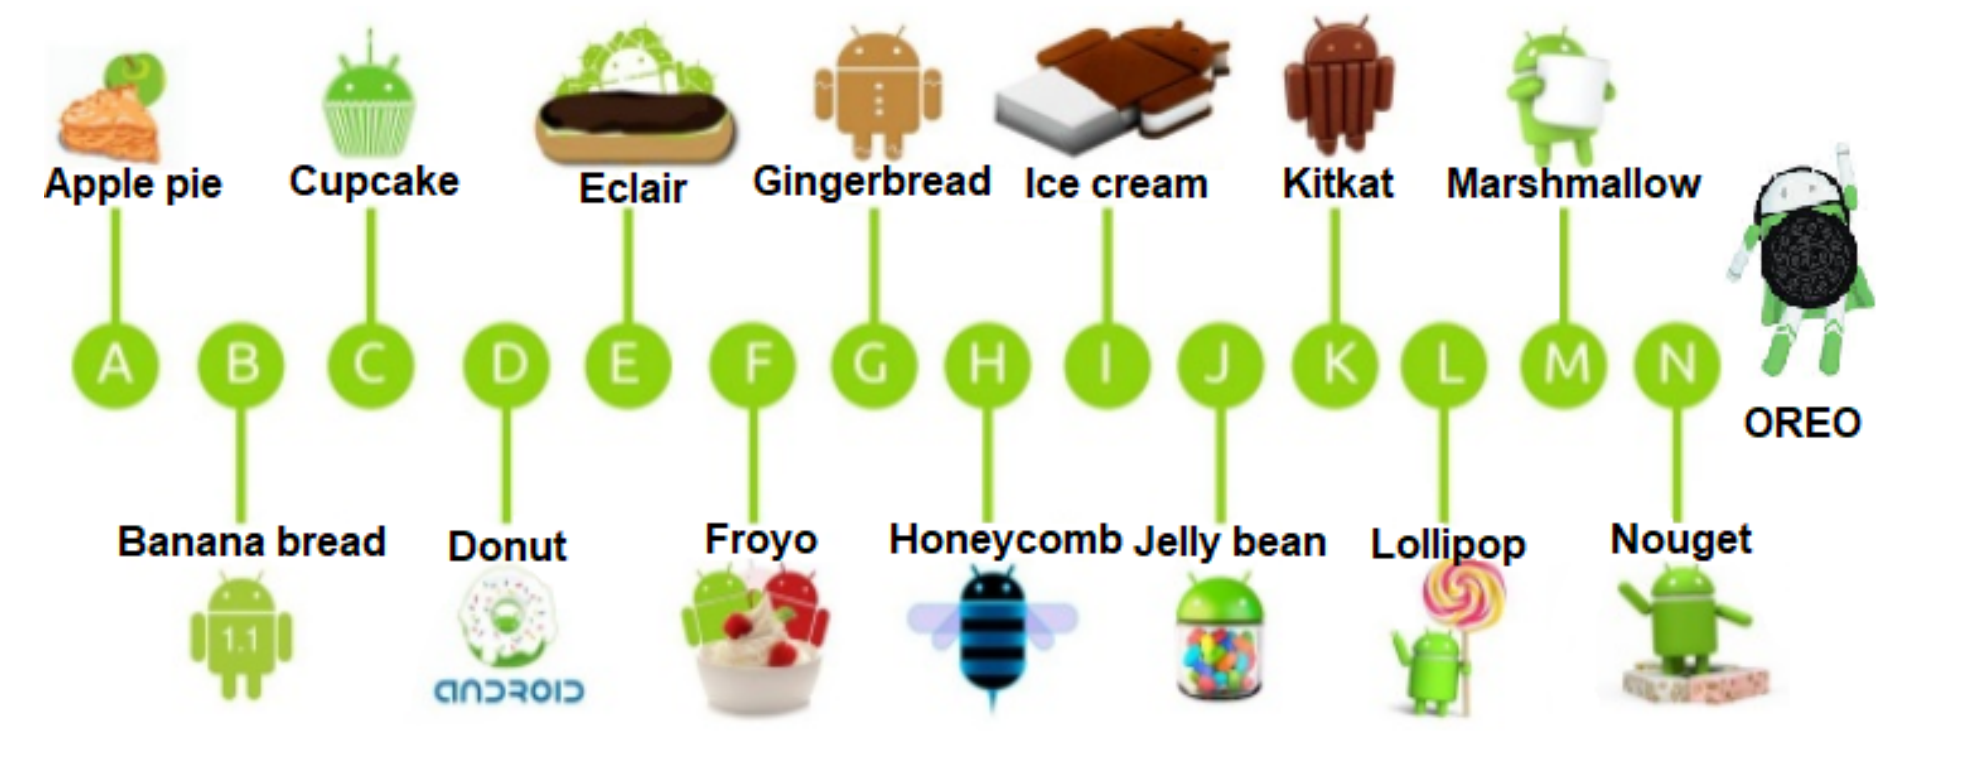 Apple pie
Cupcake
Eclair
Gingerbread
Ice cream
Kitkat
Marshmallow
A
B
C
D
E
F
G
H
I
J
K
L
M
N
OREO
Banana bread
Donut
Froyo
Honeycomb
Jelly bean
Lollipop
Nouget
1.1
ANDROID